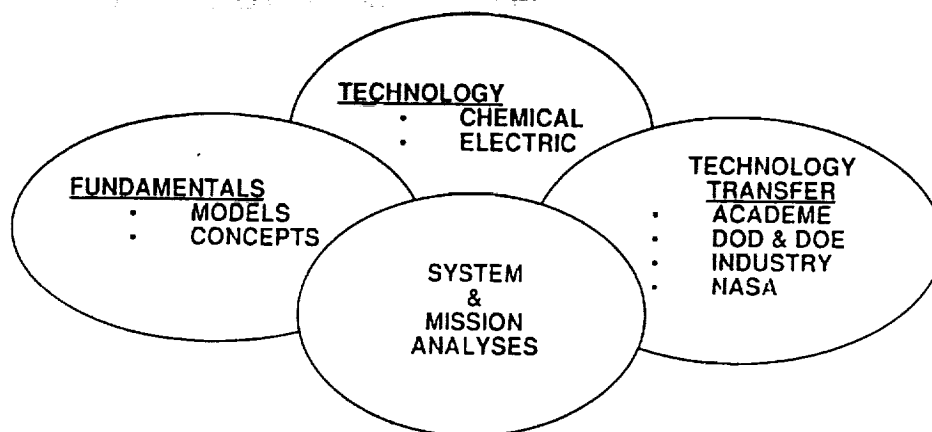 TECHNOLOGY
· CHEMICAL
· ELECTRIC
FUNDAMENTALS
· MODELS
· CONCEPTS
TECHNOLOGY
TRANSFER
· ACADEME
· DOD & DOE
· INDUSTRY
· NASA
SYSTEM
&
MISSION
ANALYSES